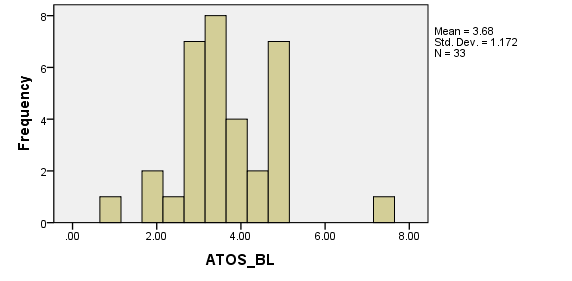 Mean = 3.68
Std. Dev. = 1.172
N = 33
Frequency
8
6
4
2
0
.00 2.00 4.00 6.00 8.00
ATOS_BL